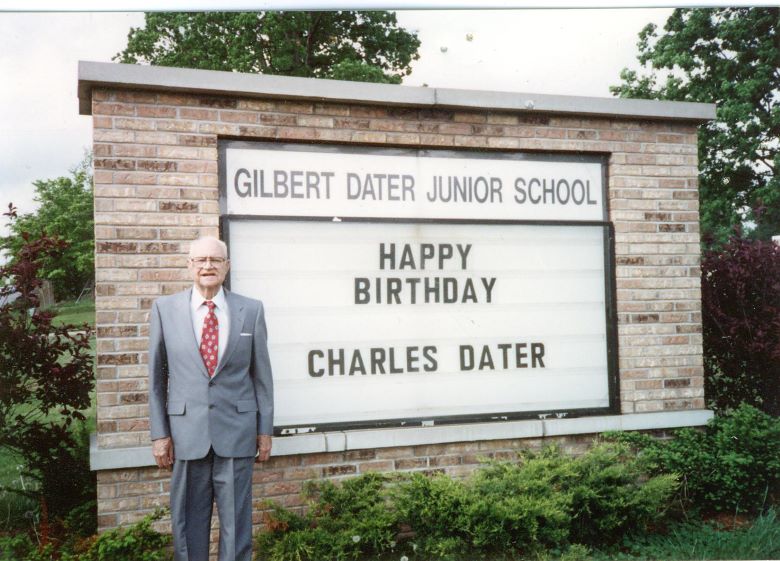 GILBERT DATER JUNIOR SCHOOL
HAPPY
BIRTHDAY
CHARLES DATER